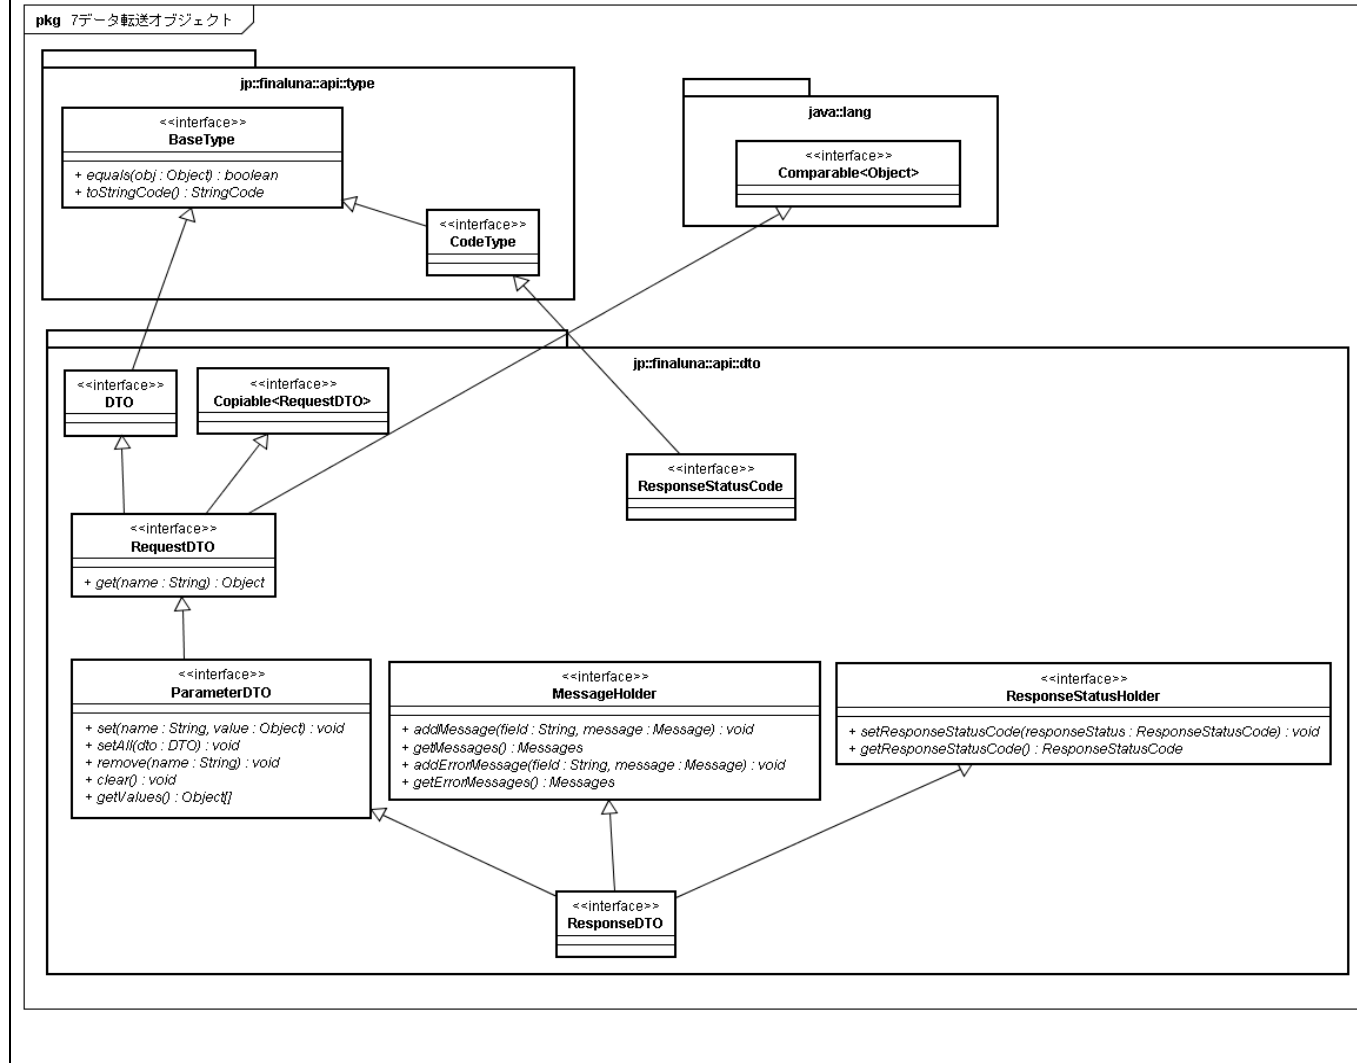 pkg 7データ転送オブジェクト
jp::finaluna::api::type
<<interface>>
BaseType
+ equals(obj : Object) : boolean
+ toStringCode() : StringCode
<<interface>>
CodeType
java::lang
<<interface>>
Comparable<Object>
jp::finaluna::api::dto
<<interface>>
DTO
<<interface>>
Copiable<RequestDTO>
<<interface>>
ResponseStatusCode
<<interface>>
RequestDTO
+ get(name : String) : Object
<<interface>>
ParameterDTO
+ set(name : String, value : Object) : void
+ setAll(dto : DTO) : void
+ remove(name : String) : void
+ clear() : void
+ getValues() : Object[]
<<interface>>
MessageHolder
+ addMessage(field : String, message : Message) : void
+ getMessages() : Messages
+ addErrorMessage(field : String, message : Message) : void
+ getErrorMessages() : Messages
<<interface>>
ResponseStatusHolder
+ setResponseStatusCode(responseStatus : ResponseStatusCode) : void
+ getResponseStatusCode() : ResponseStatusCode
<<interface>>
ResponseDTO